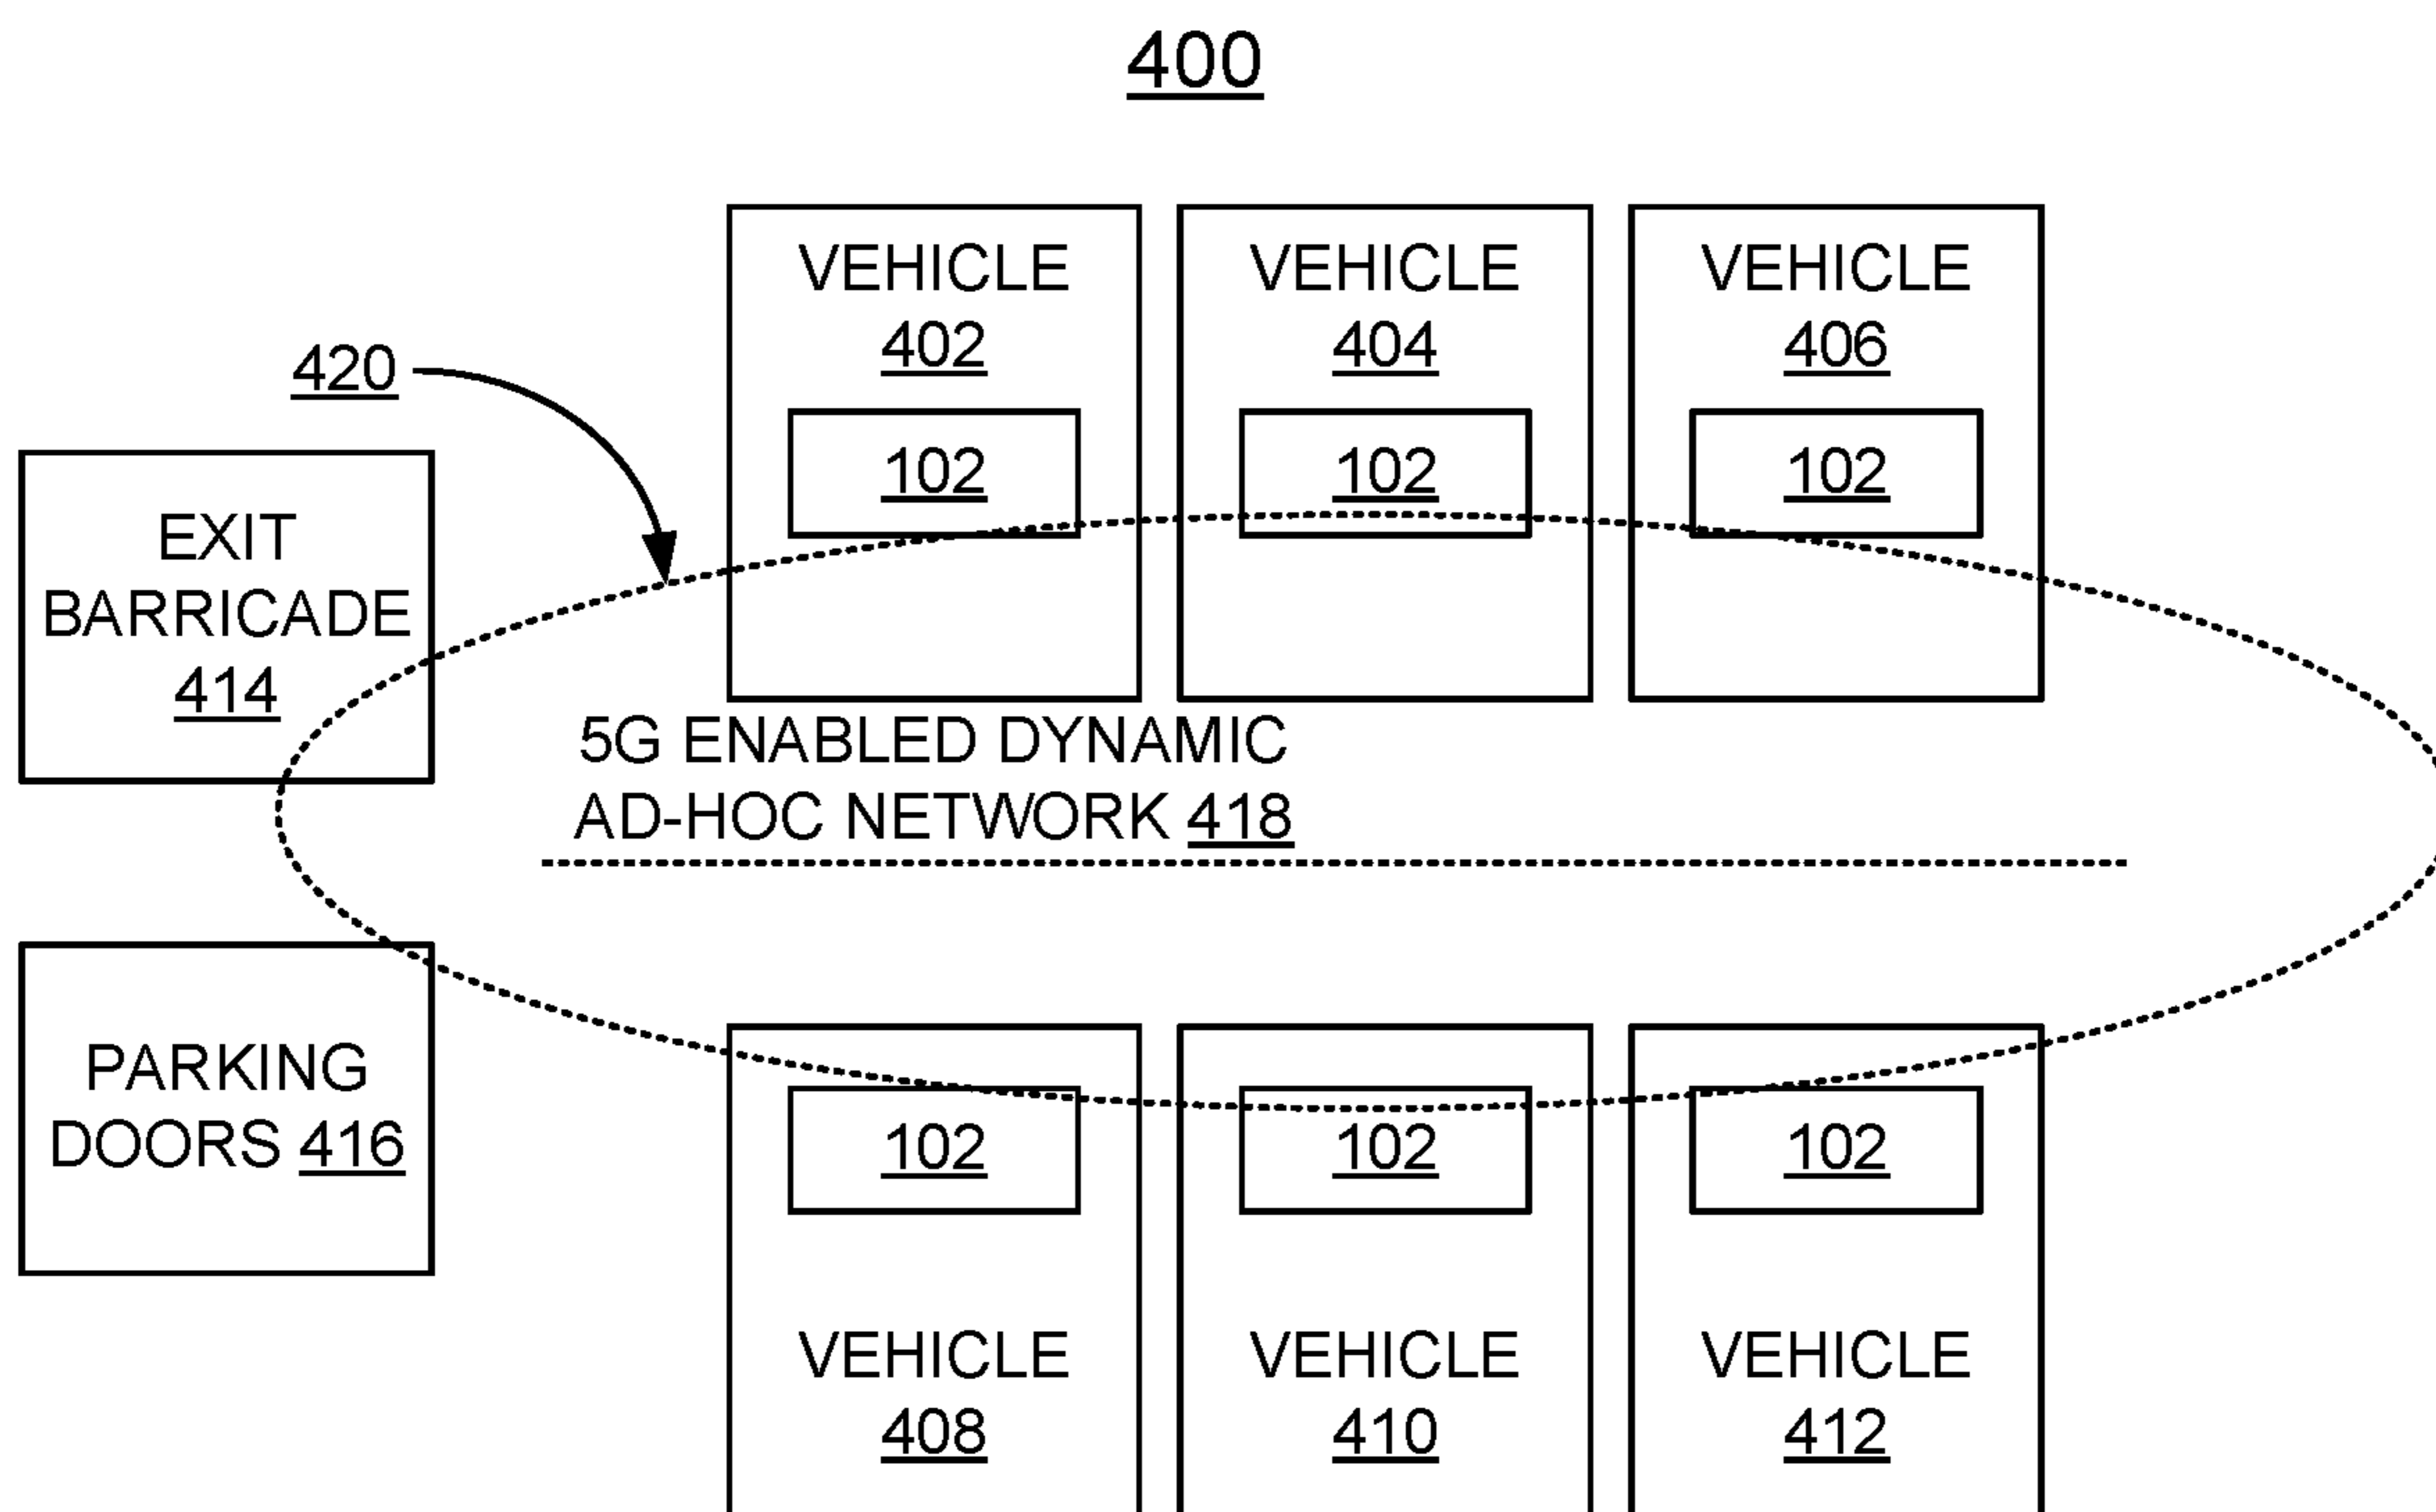 400
VEHICLE
402
102
VEHICLE
404
102
VEHICLE
406
102
420
EXIT
BARRICADE
414
5G ENABLED DYNAMIC
AD-HOC NETWORK 418
PARKING
DOORS 416
102
VEHICLE
408
102
VEHICLE
410
102
VEHICLE
412